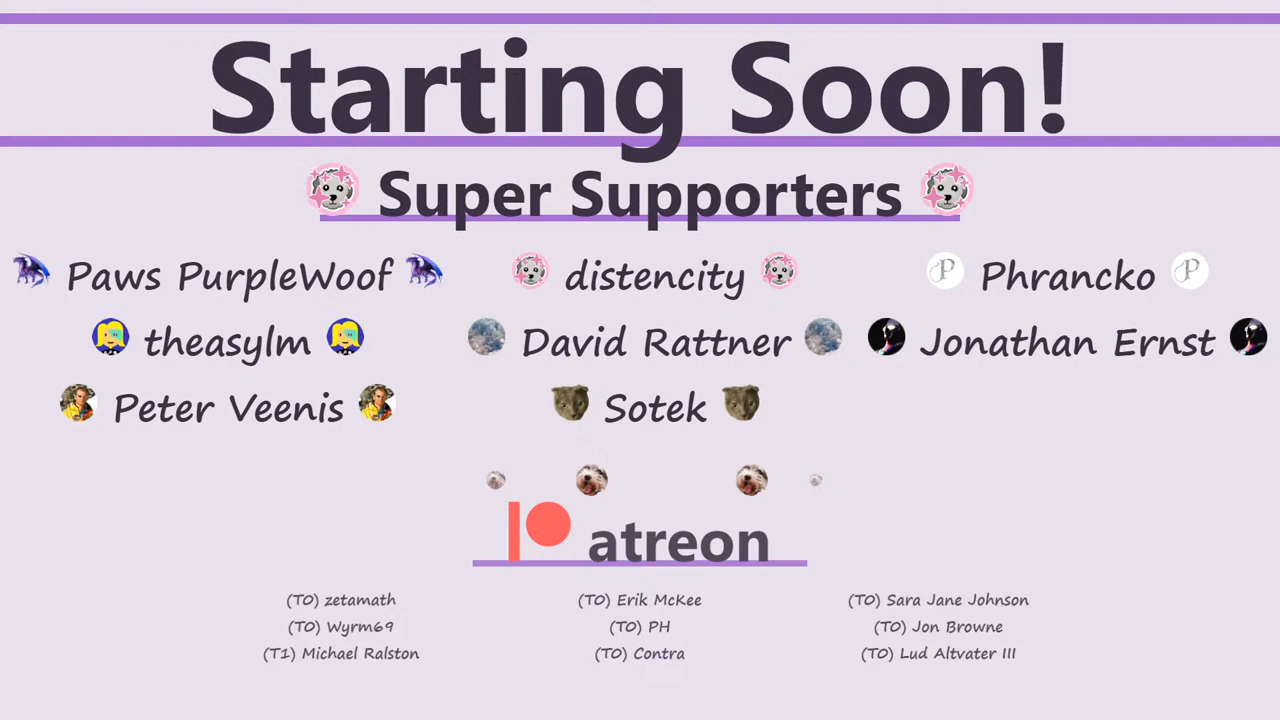 Starting Soon!
Super Supporters
Paws PurpleWoof distencity Phrancko
theasylm David Rattner Jonathan Ernst
Peter Veenis Sotek
Patreon
(T0) zetamath (T0) Erik McKee (T0) Sara Jane Johnson
(T0) Wyrm69 (T0) PH (T0) Jon Browne
(T1) Michael Ralston (T0) Contra (T0) Lud Altvater III